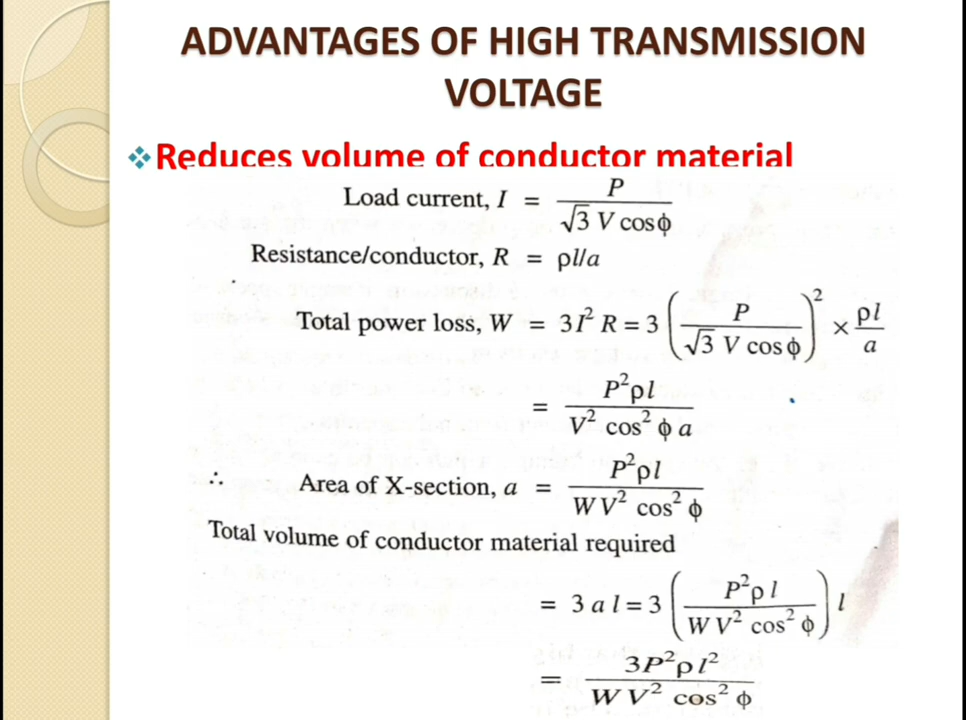 ADVANTAGES OF HIGH TRANSMISSION
VOLTAGE
❖Reduces volume of conductor material
Load current, I = P / (√3 V cos ϕ)
Resistance/conductor, R = ρl/a
Total power loss, W = 3I² R = 3 (P / (√3 V cos ϕ))² × ρl / a
= P²ρl / (V² cos² ϕ a)
∴ Area of X-section, a = P²ρl / (W V² cos² ϕ)
Total volume of conductor material required
= 3 a l = 3 (P²ρ l / (W V² cos² ϕ)) l
= 3P²ρ l² / (W V² cos² ϕ)